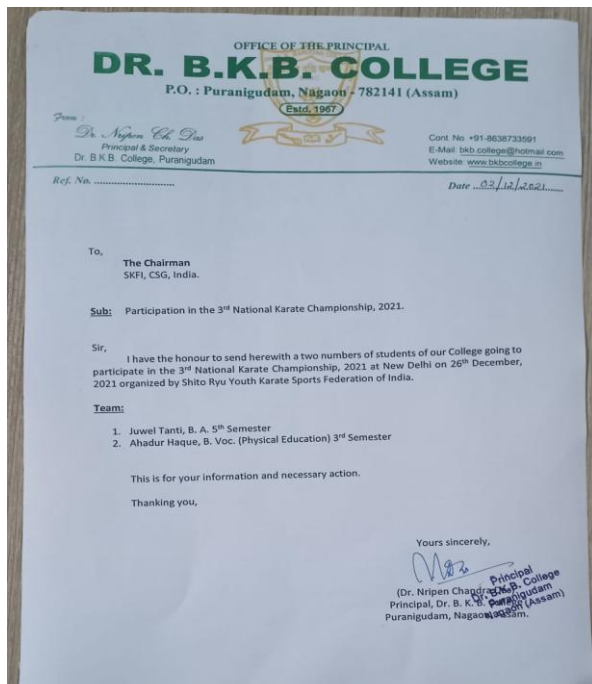 OFFICE OF THE PRINCIPAL
DR. B.K.B. COLLEGE
P.O. : Puranigudam, Nagaon - 782141 (Assam)
Estd. 1967
From :
Dr. Nripen Ch. Das
Principal & Secretary
Dr. B.K.B. College, Puranigudam
Cont. No. +91-8638733591
E-Mail: bkb.college@hotmail.com
Website: www.bkbcollege.in
Ref. No. ............................
Date ..03/12/2021......
To,
The Chairman
SKFI, CSG, India.
Sub: Participation in the 3rd National Karate Championship, 2021.
Sir,
I have the honour to send herewith a two numbers of students of our College going to
participate in the 3rd National Karate Championship, 2021 at New Delhi on 26th December,
2021 organized by Shito Ryu Youth Karate Sports Federation of India.
Team:
1. Juwel Tanti, B. A. 5th Semester
2. Ahadur Haque, B. Voc. (Physical Education) 3rd Semester
This is for your information and necessary action.
Thanking you,
Yours sincerely,
(Dr. Nripen Chandra
Principal, Dr. B. K. B.
Puranigudam, Nagaon, Assam.
Principal
Dr. B.K.B. College
Puranigudam
Nagaon (Assam)